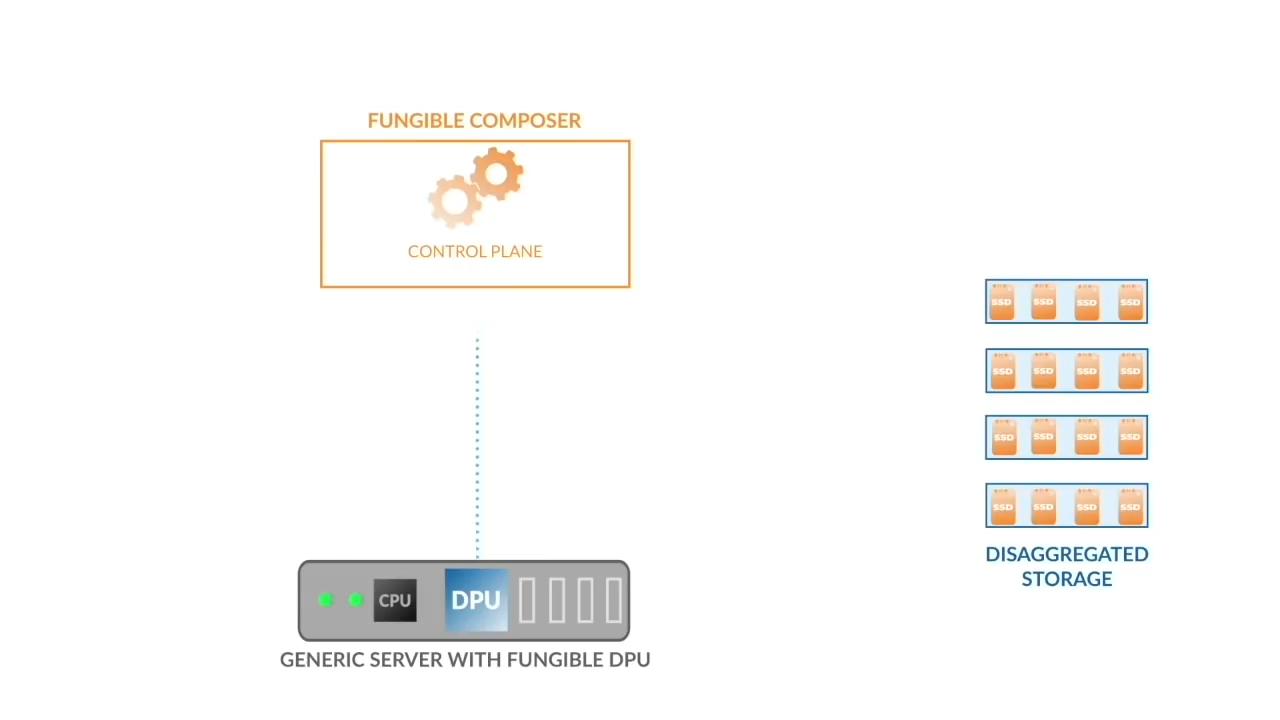 FUNGIBLE COMPOSER
CONTROL PLANE
SSD SSD SSD SSD
SSD SSD SSD SSD
SSD SSD SSD SSD
SSD SSD SSD SSD
DISAGGREGATED
STORAGE
CPU DPU
GENERIC SERVER WITH FUNGIBLE DPU